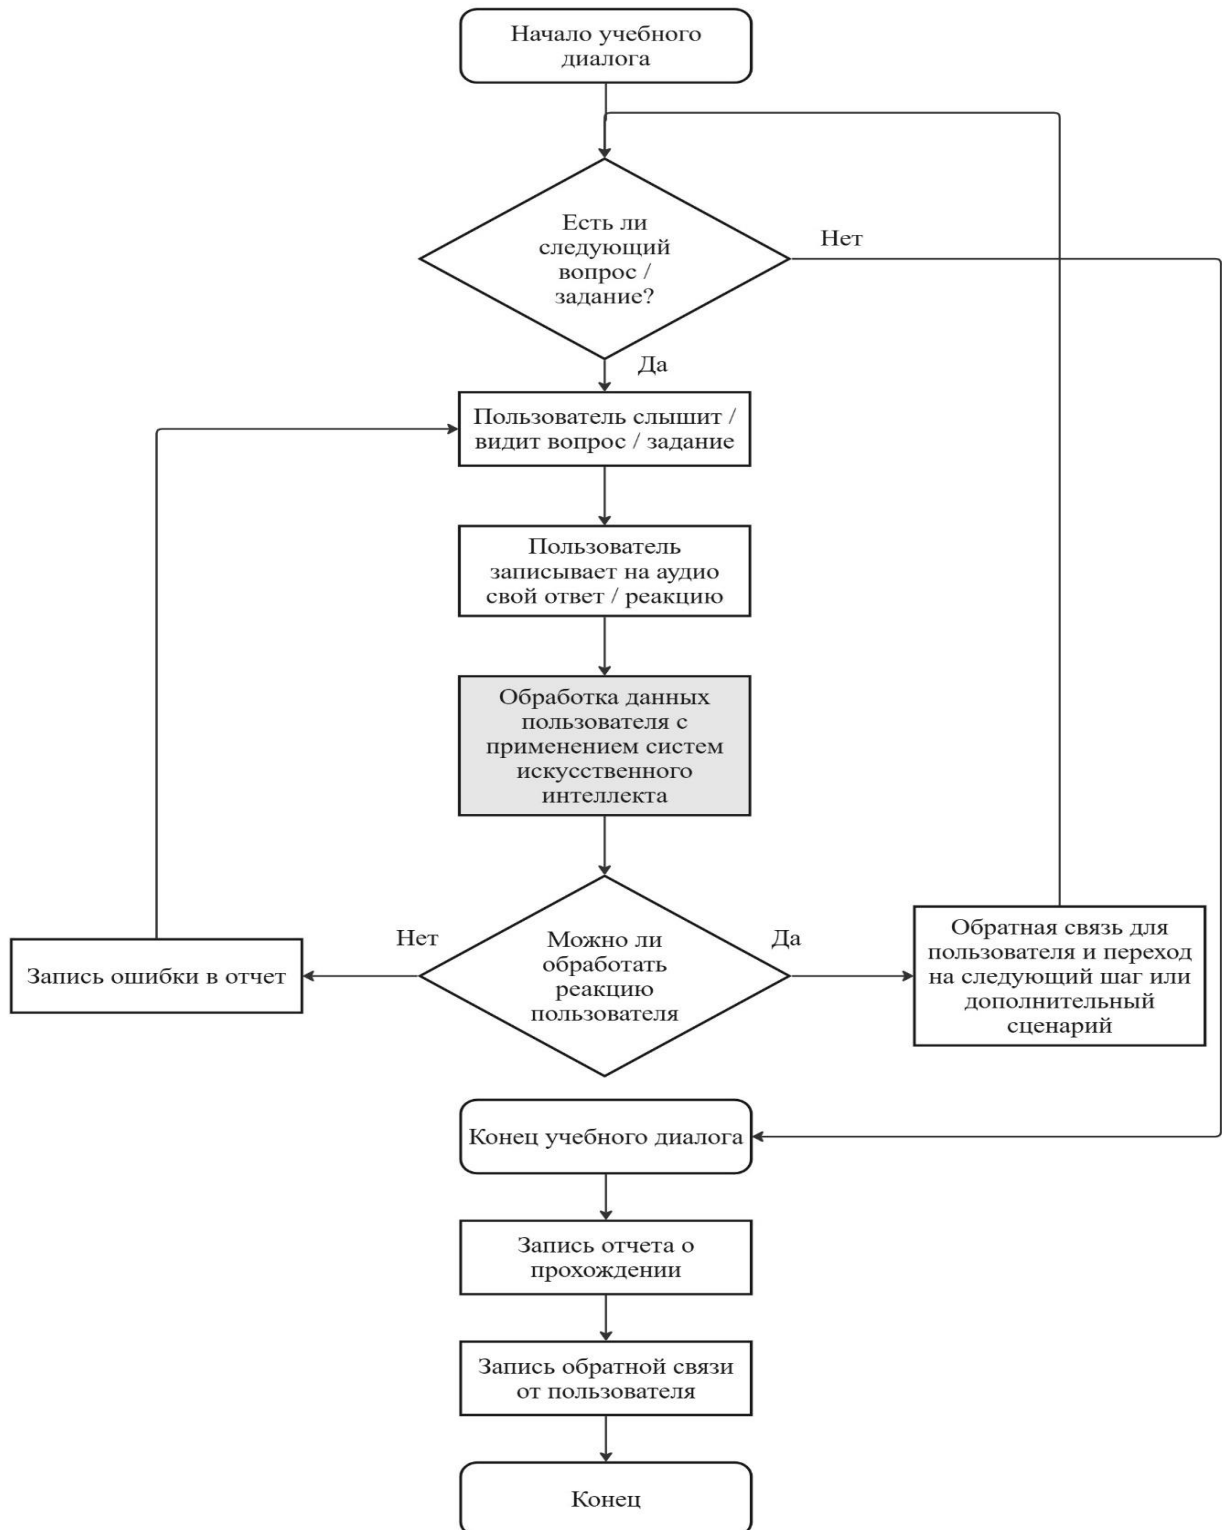 Начало учебного
диалога
Есть ли
следующий
вопрос /
задание?
Нет
Да
Пользователь слышит /
видит вопрос / задание
Пользователь
записывает на аудио
свой ответ / реакцию
Обработка данных
пользователя с
применением систем
искусственного
интеллекта
Нет
Можно ли
обработать
реакцию
пользователя
Да
Запись ошибки в отчет
Обратная связь для
пользователя и переход
на следующий шаг или
дополнительный
сценарий
Конец учебного диалога
Запись отчета о
прохождении
Запись обратной связи
от пользователя
Конец